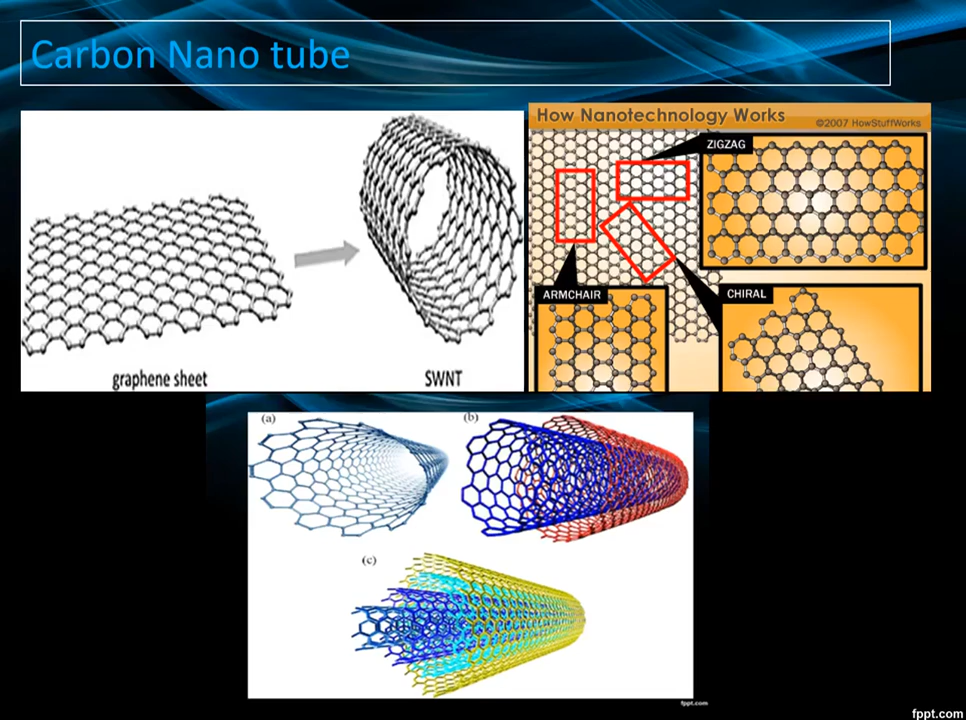 Carbon Nano tube
How Nanotechnology Works
©2007 HowStuffWorks
ZIGZAG
ARMCHAIR
CHIRAL
graphene sheet
SWNT
(a)
(b)
(c)
fppt.com
fppt.com